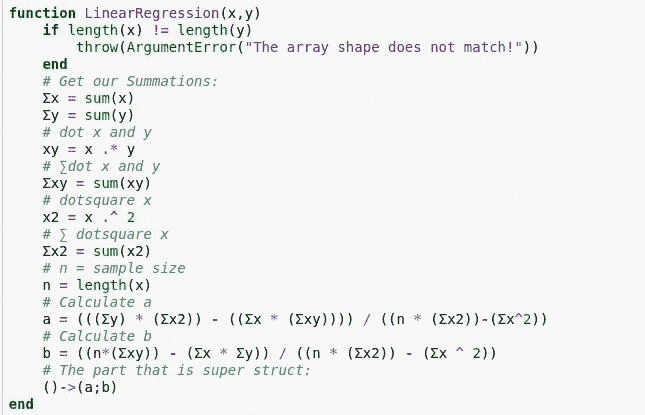 function LinearRegression(x,y)
    if length(x) != length(y)
        throw(ArgumentError("The array shape does not match!"))
    end
    # Get our Summations:
    Σx = sum(x)
    Σy = sum(y)
    # dot x and y
    xy = x .* y
    # ∑dot x and y
    Σxy = sum(xy)
    # dotsquare x
    x2 = x .^ 2
    # ∑ dotsquare x
    Σx2 = sum(x2)
    # n = sample size
    n = length(x)
    # Calculate a
    a = (((Σy) * (Σx2)) - ((Σx * (Σxy)))) / ((n * (Σx2))-(Σx^2))
    # Calculate b
    b = ((n*(Σxy)) - (Σx * Σy)) / ((n * (Σx2)) - (Σx ^ 2))
    # The part that is super struct:
    ()->(a;b)
end